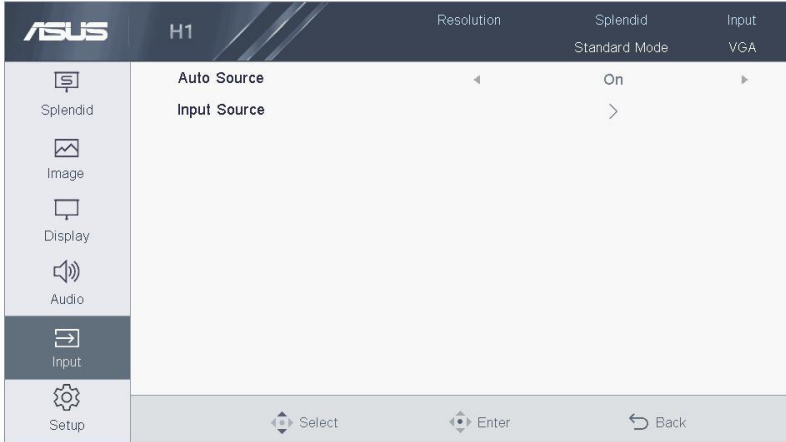 ASUS
H1
Resolution
Splendid
Input
Standard Mode
VGA
Splendid
Image
Display
Audio
Input
Setup
Auto Source
On
Input Source
Select
Enter
Back